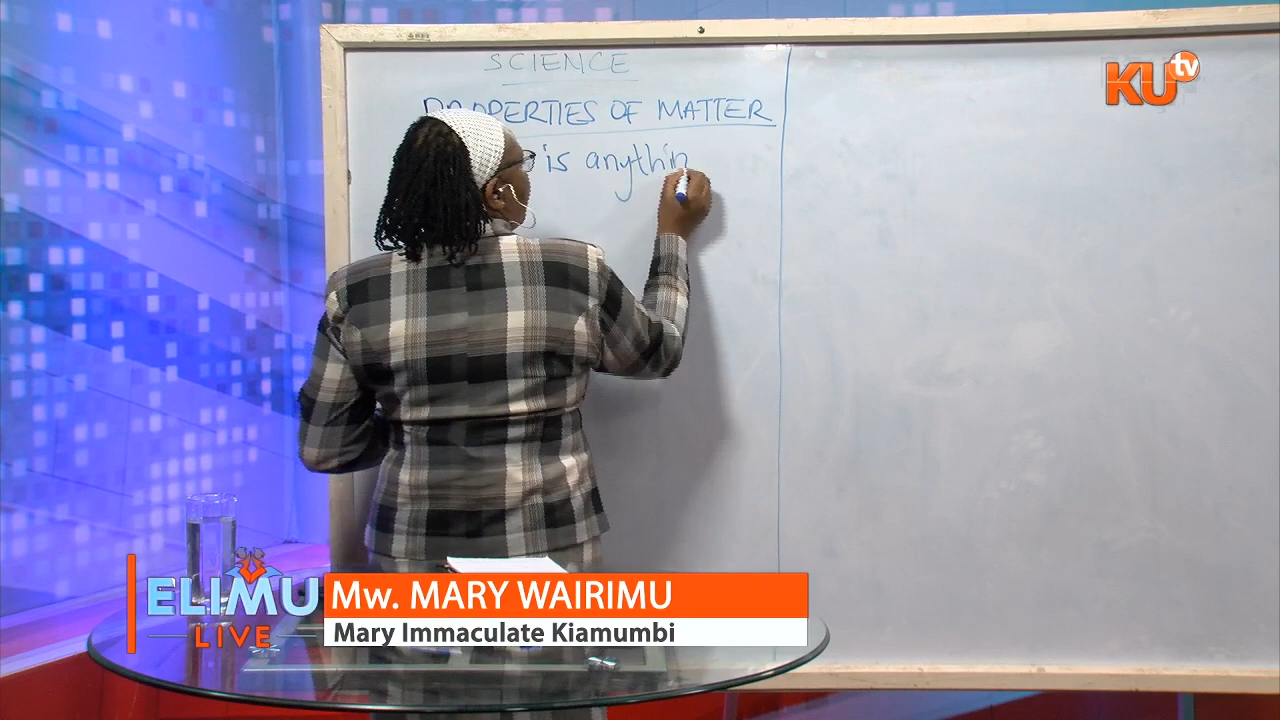 SCIENCE
PROPERTIES OF MATTER
is anythin
KU tv
ELIMU
LIVE
Mw. MARY WAIRIMU
Mary Immaculate Kiamumbi